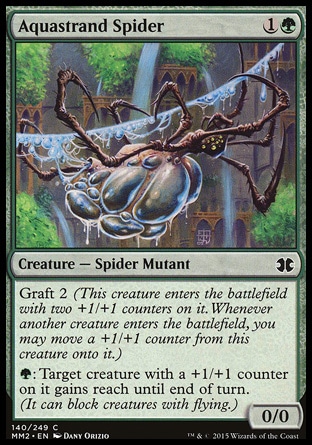 Aquastrand Spider 1
Creature — Spider Mutant
Graft 2 (This creature enters the battlefield
with two +1/+1 counters on it. Whenever
another creature enters the battlefield, you
may move a +1/+1 counter from this
creature onto it.)
: Target creature with a +1/+1 counter
on it gains reach until end of turn.
(It can block creatures with flying.)
140/249 C
MM2 • EN Dany Orizio
™ & © 2015 Wizards of the Coast
0/0